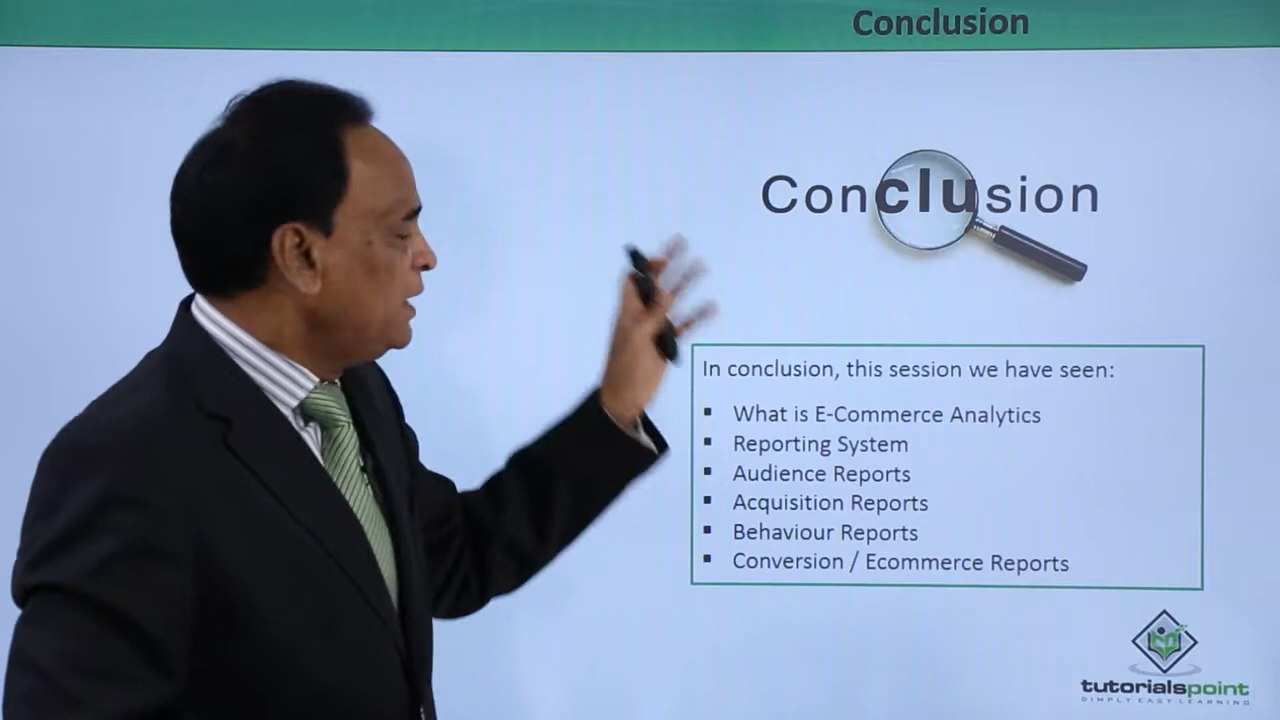 Conclusion
Conclusion
In conclusion, this session we have seen:
▪ What is E-Commerce Analytics
▪ Reporting System
▪ Audience Reports
▪ Acquisition Reports
▪ Behaviour Reports
▪ Conversion / Ecommerce Reports
tutorialspoint
SIMPLY EASY LEARNING